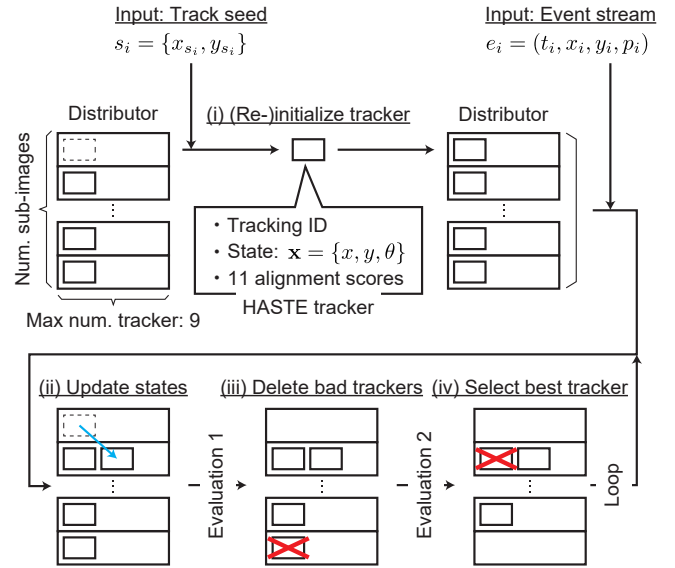 Input: Track seed
s_i = {x_{s_i}, y_{s_i}}
Input: Event stream
e_i = (t_i, x_i, y_i, p_i)
Distributor
(i) (Re-)initialize tracker
Distributor
Num. sub-images
・Tracking ID
・State: x = {x, y, θ}
・11 alignment scores
HASTE tracker
Max num. tracker: 9
(ii) Update states
(iii) Delete bad trackers
(iv) Select best tracker
Evaluation 1
Evaluation 2
Loop